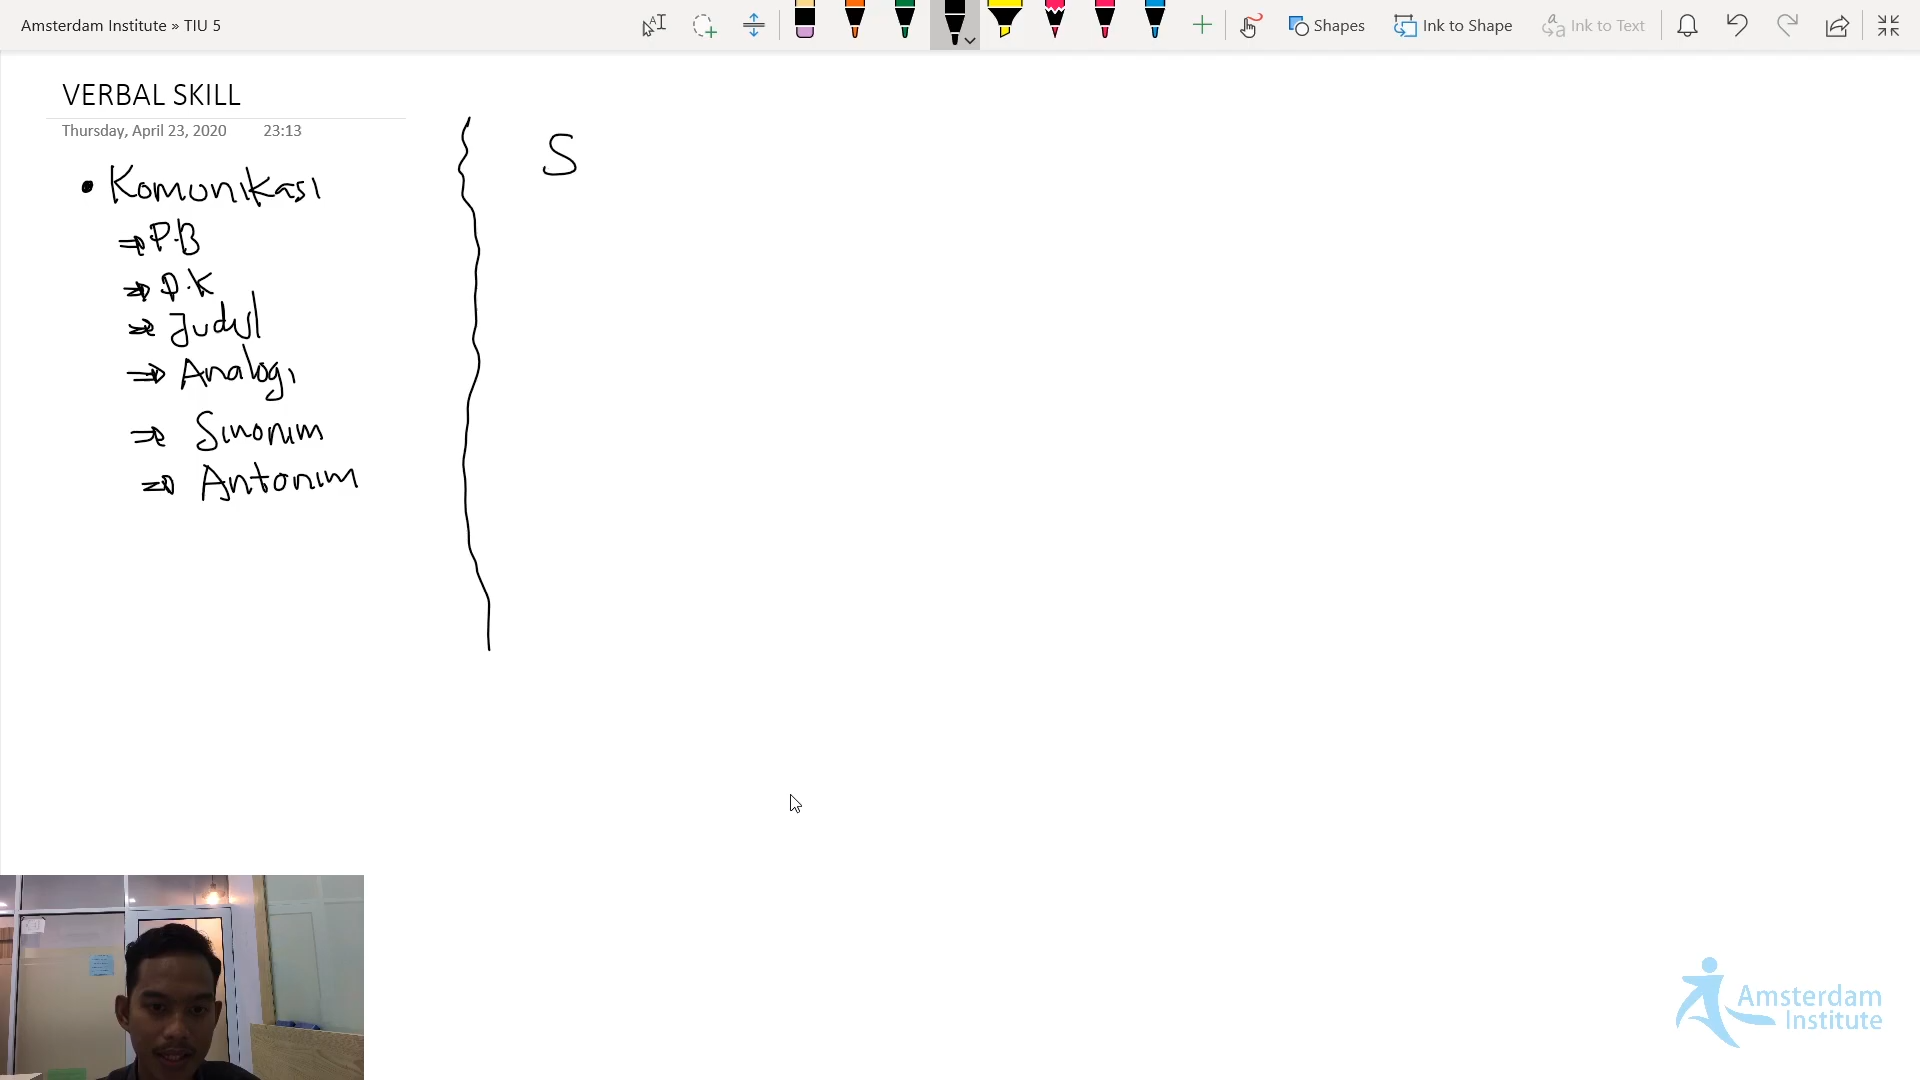 Amsterdam Institute » TIU 5
Shapes
Ink to Shape
Ink to Text
VERBAL SKILL
Thursday, April 23, 2020 23:13
• Komunikasi
⇒ P.B
⇒ P.K
⇒ Judul
⇒ Analogi
⇒ Sinonim
⇒ Antonim
S
Amsterdam
Institute